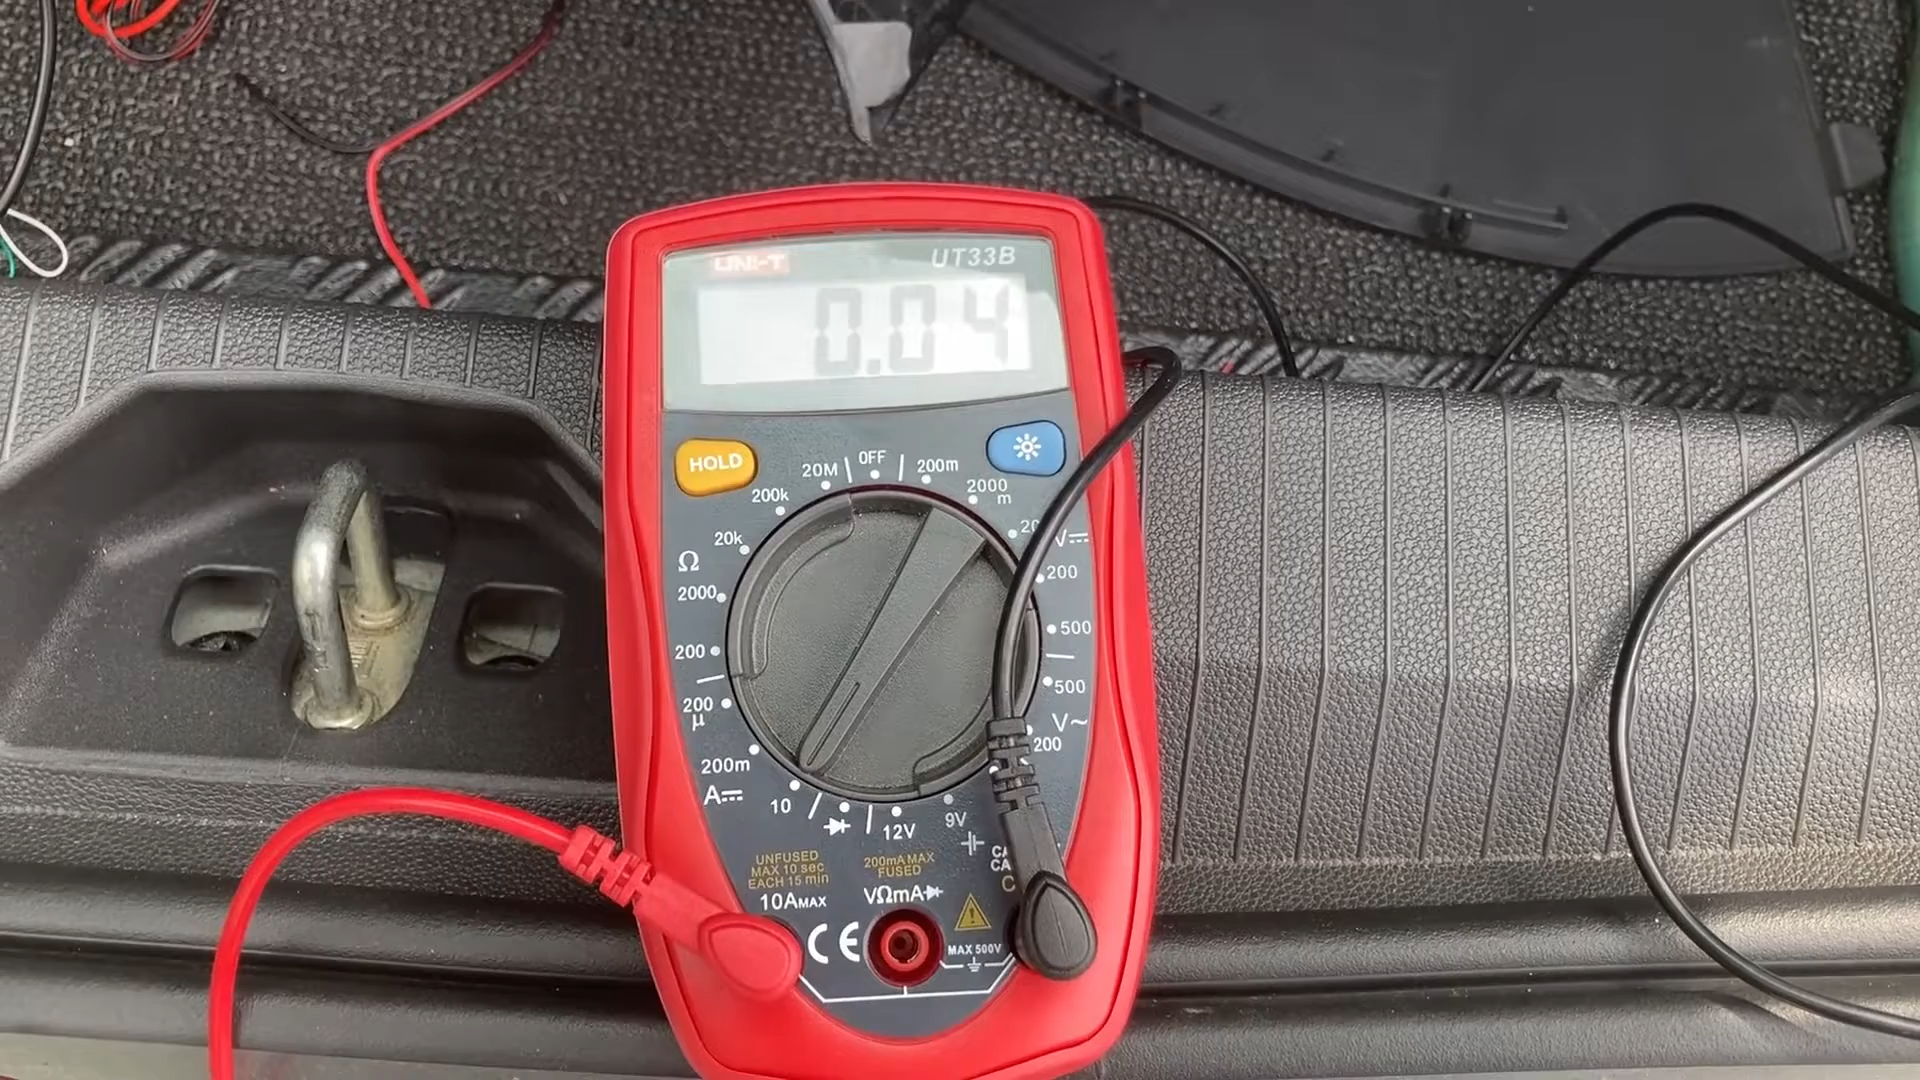 UNI-T
UT33B
0.04
HOLD
20M
OFF
200m
2000
m
200k
20k
Ω
2000
200
200
μ
200m
A
10
20
V
200
500
500
V~
200
12V
9V
UNFUSED
MAX 10 sec
EACH 15 min
10AMAX
200mA MAX
FUSED
VΩmA
CE
MAX 500V